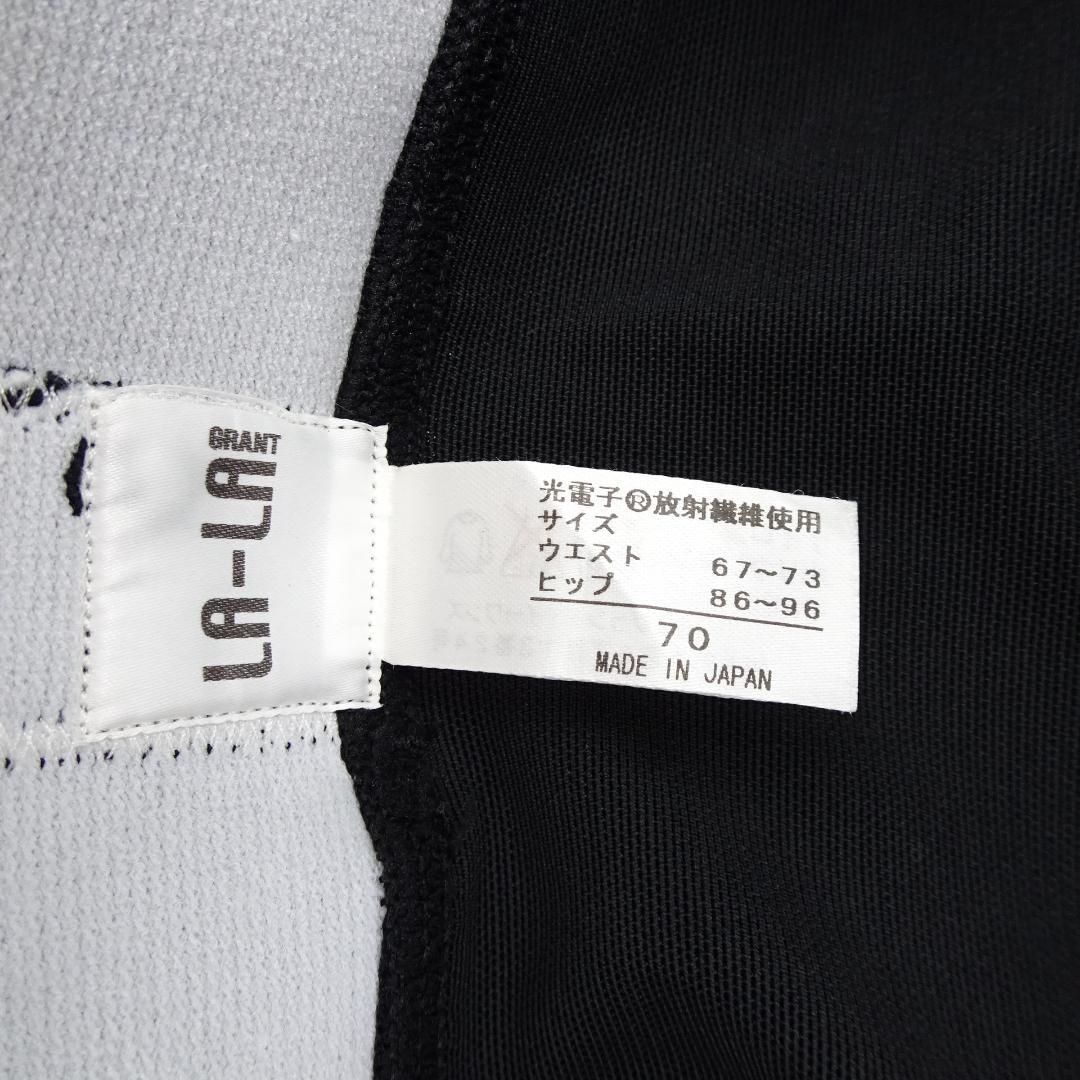 LA-LA GRANT
光電子®放射繊維使用
サイズ
ウエスト 67~73
ヒップ 86~96
70
MADE IN JAPAN